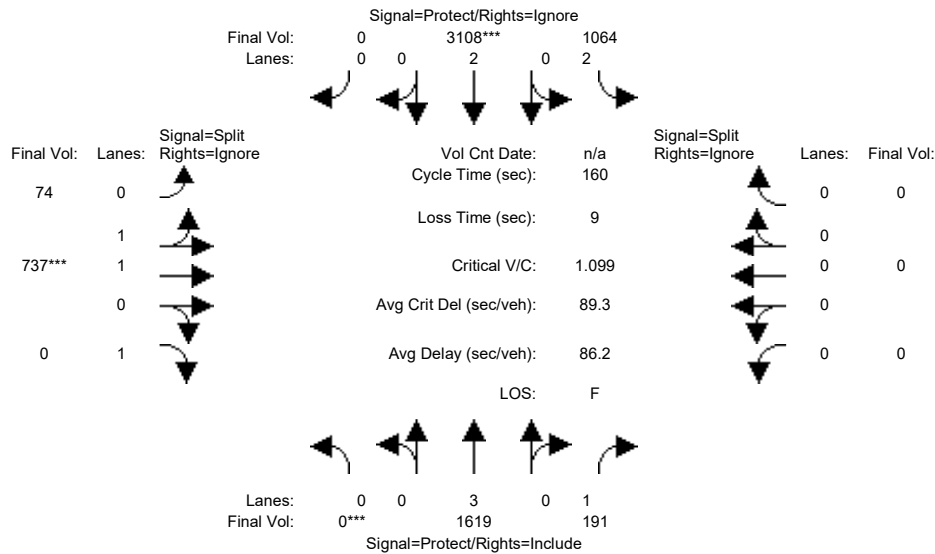 Signal=Protect/Rights=Ignore
Final Vol: 0 3108*** 1064
Lanes: 0 0 2 0 2
Signal=Split
Final Vol: Lanes: Rights=Ignore
Vol Cnt Date: n/a
Signal=Split
Rights=Ignore Lanes: Final Vol:
Cycle Time (sec): 160
74 0
0 0
Loss Time (sec): 9
1
0
737*** 1
Critical V/C: 1.099
0 0
0
Avg Crit Del (sec/veh): 89.3
0
0 1
Avg Delay (sec/veh): 86.2
0 0
LOS: F
Lanes: 0 0 3 0 1
Final Vol: 0*** 1619 191
Signal=Protect/Rights=Include